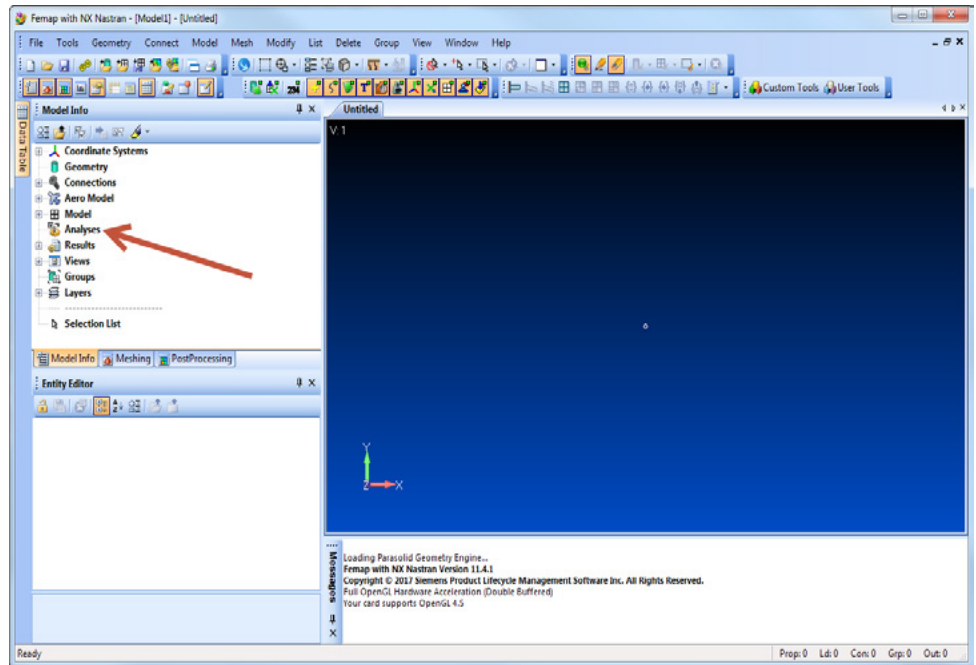 Femap with NX Nastran - [Model1] - [Untitled]
File Tools Geometry Connect Model Mesh Modify List Delete Group View Window Help
Custom Tools User Tools
Model Info
Untitled
Data Table
V: 1
Coordinate Systems
Geometry
Connections
Aero Model
Model
Analyses
Results
Views
Groups
Layers
Selection List
Model Info Meshing PostProcessing
Entity Editor
Y
Z X
Messages
Loading Parasolid Geometry Engine...
Femap with NX Nastran Version 11.4.1
Copyright © 2017 Siemens Product Lifecycle Management Software Inc. All Rights Reserved.
Full OpenGL Hardware Acceleration (Double Buffered)
Your card supports OpenGL 4.5
Ready
Prop: 0 Ld: 0 Con: 0 Grp: 0 Out: 0